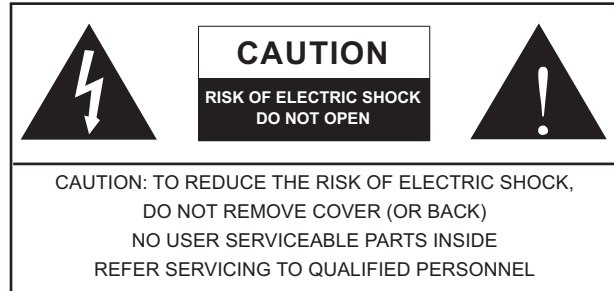 CAUTION
RISK OF ELECTRIC SHOCK
DO NOT OPEN
CAUTION: TO REDUCE THE RISK OF ELECTRIC SHOCK,
DO NOT REMOVE COVER (OR BACK)
NO USER SERVICEABLE PARTS INSIDE
REFER SERVICING TO QUALIFIED PERSONNEL